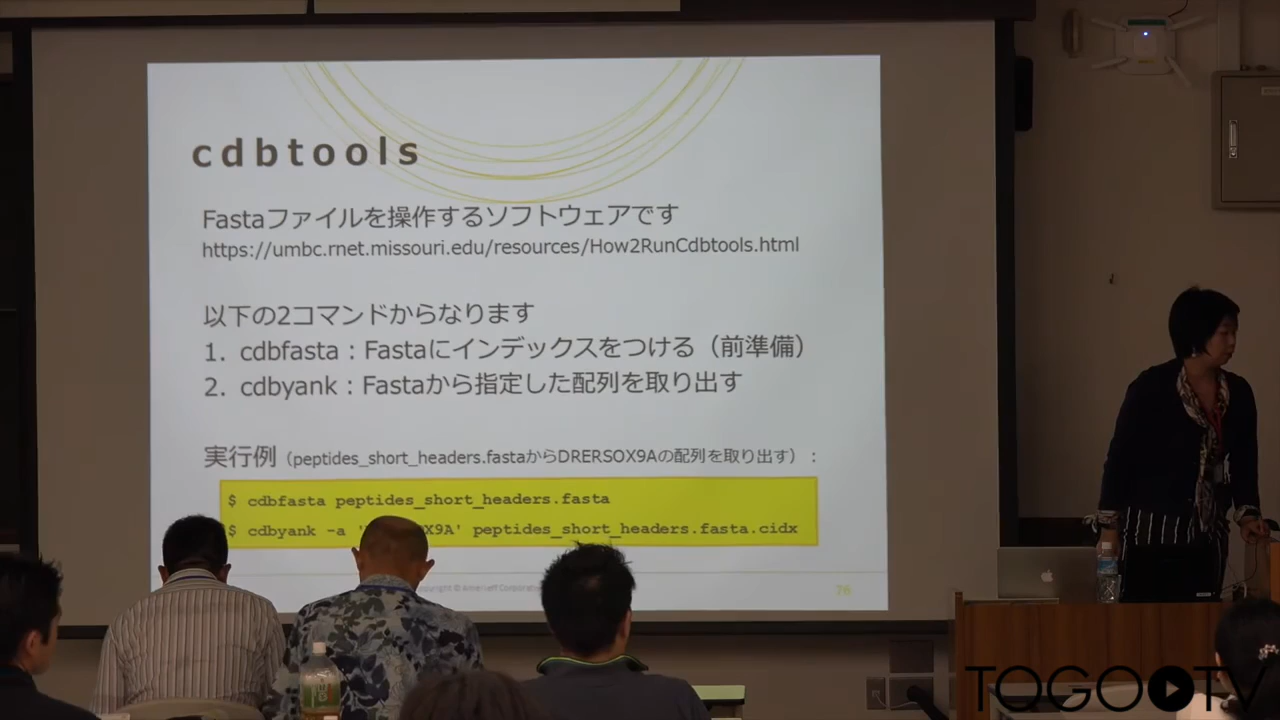 cdbtools
Fastaファイルを操作するソフトウェアです
https://umbc.rnet.missouri.edu/resources/How2RunCdbtools.html
以下の2コマンドからなります
1. cdbfasta：Fastaにインデックスをつける（前準備）
2. cdbyank：Fastaから指定した配列を取り出す
実行例（peptides_short_headers.fastaからDRERSOX9Aの配列を取り出す）：
$ cdbfasta peptides_short_headers.fasta
$ cdbyank -a 'D OX9A' peptides_short_headers.fasta.cidx
76
TOGOTV